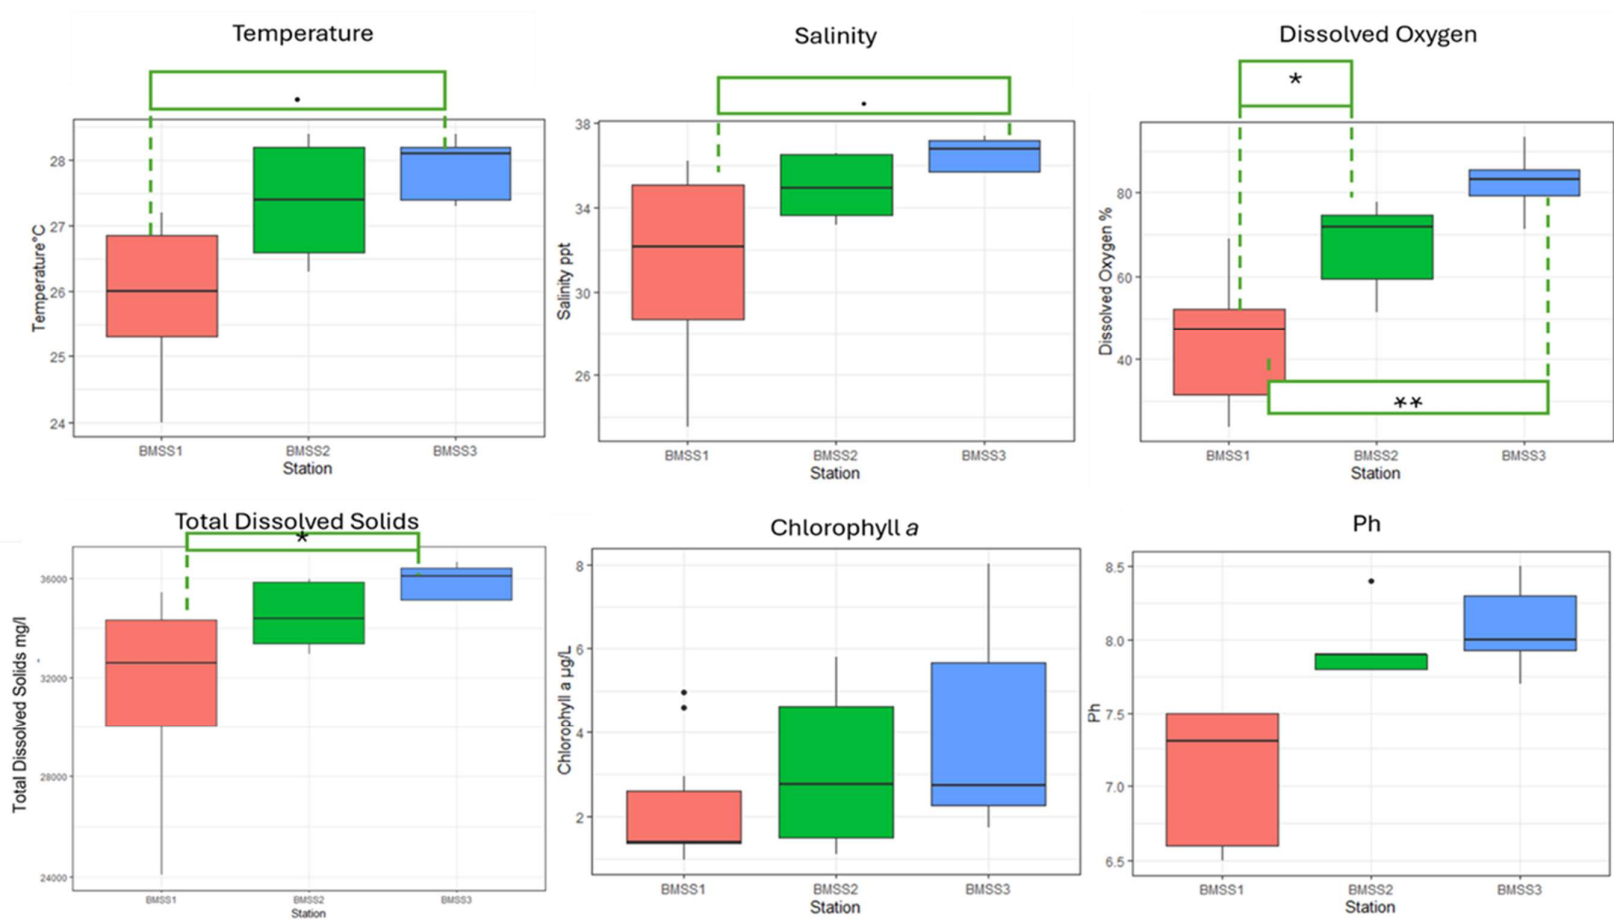 Temperature
.
Temperature°C
28
27
26
25
24
BMSS1 BMSS2 BMSS3
Station
Salinity
.
Salinity ppt
38
34
30
26
BMSS1 BMSS2 BMSS3
Station
Dissolved Oxygen
*
**
Dissolved Oxygen %
80
60
40
BMSS1 BMSS2 BMSS3
Station
Total Dissolved Solids
*
Total Dissolved Solids mg/l
36000
32000
28000
24000
BMSS1 BMSS2 BMSS3
Station
Chlorophyll a
Chlorophyll a µg/L
8
6
4
2
BMSS1 BMSS2 BMSS3
Station
Ph
Ph
8.5
8.0
7.5
7.0
6.5
BMSS1 BMSS2 BMSS3
Station